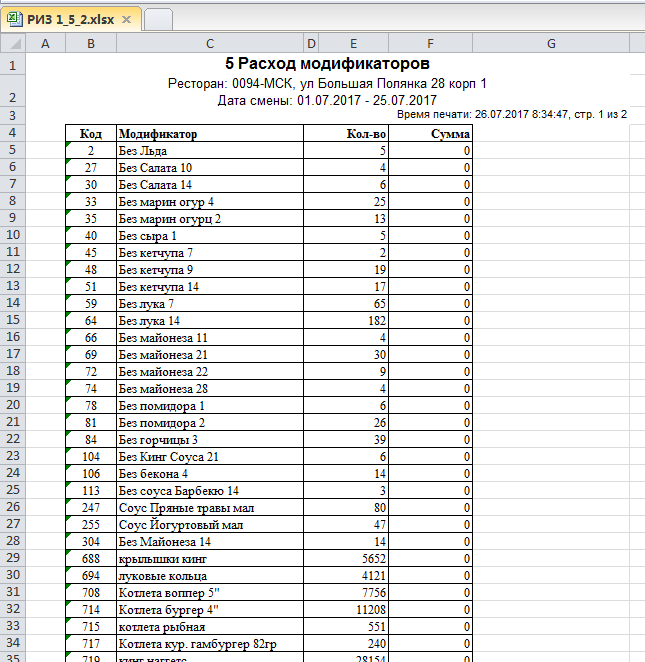 РИЗ 1_5_2.xlsx
A B C D E F G
1 5 Расход модификаторов
Ресторан: 0094-МСК, ул Большая Полянка 28 корп 1
2 Дата смены: 01.07.2017 - 25.07.2017
3 Время печати: 26.07.2017 8:34:47, стр. 1 из 2
4 Код Модификатор Кол-во Сумма
5 2 Без Льда 5 0
6 27 Без Салата 10 4 0
7 30 Без Салата 14 6 0
8 33 Без марин огур 4 25 0
9 35 Без марин огурц 2 13 0
10 40 Без сыра 1 5 0
11 45 Без кетчупа 7 2 0
12 48 Без кетчупа 9 19 0
13 51 Без кетчупа 14 17 0
14 59 Без лука 7 65 0
15 64 Без лука 14 182 0
16 66 Без майонеза 11 4 0
17 69 Без майонеза 21 30 0
18 72 Без майонеза 22 9 0
19 74 Без майонеза 28 4 0
20 78 Без помидора 1 6 0
21 81 Без помидора 2 26 0
22 84 Без горчицы 3 39 0
23 104 Без Кинг Соуса 21 6 0
24 106 Без бекона 4 14 0
25 113 Без соуса Барбекю 14 3 0
26 247 Соус Пряные травы мал 80 0
27 255 Соус Йогуртовый мал 47 0
28 304 Без Майонеза 14 14 0
29 688 крылышки кинг 5652 0
30 694 луковые кольца 4121 0
31 708 Котлета воппер 5" 7756 0
32 714 Котлета бургер 4" 11208 0
33 715 котлета рыбная 551 0
34 717 Котлета кур. гамбургер 82гр 240 0
35 719 кинг наггетс 28154 0